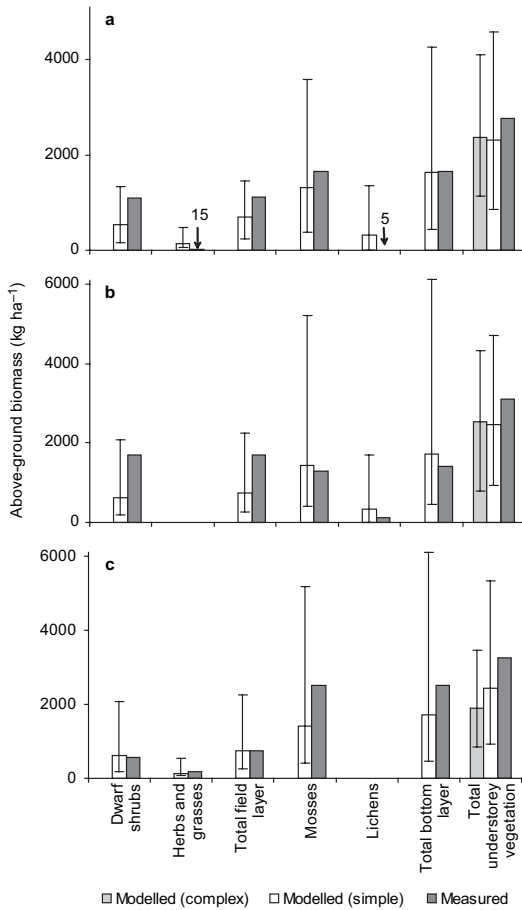 a
4000
2000
0
15
5
b
6000
4000
2000
0
c
6000
4000
2000
0
Above-ground biomass (kg ha⁻¹)
Dwarf
shrubs
Herbs and
grasses
Total field
layer
Mosses
Lichens
Total bottom
layer
Total
understorey
vegetation
Modelled (complex) Modelled (simple) Measured